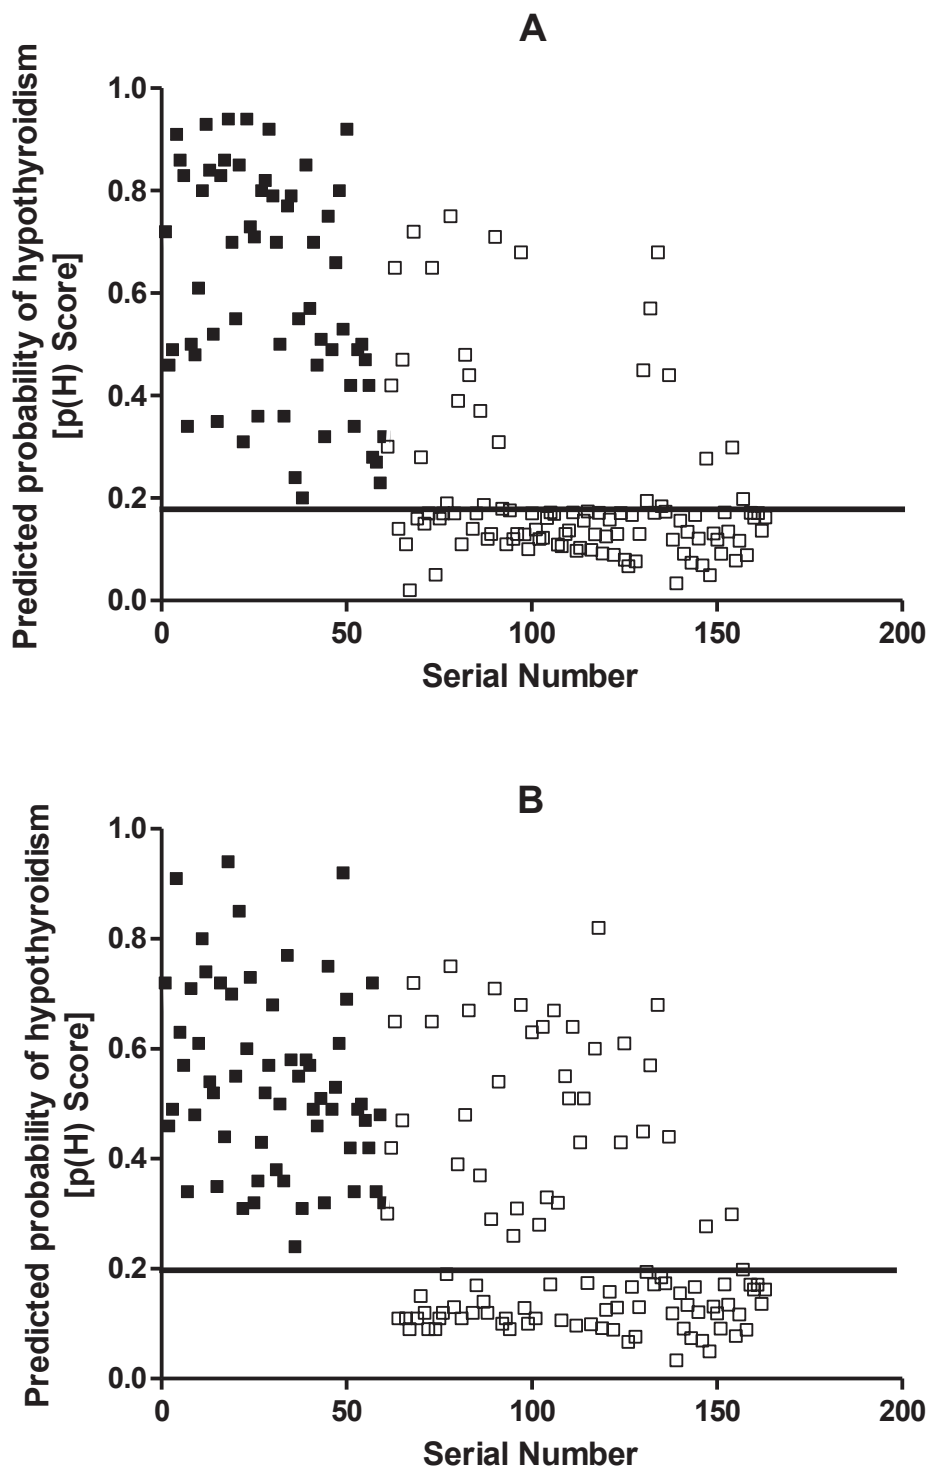 A
Predicted probability of hypothyroidism
[p(H) Score]
1.0
0.8
0.6
0.4
0.2
0.0
0 50 100 150 200
Serial Number
B
Predicted probability of hypothyroidism
[p(H) Score]
1.0
0.8
0.6
0.4
0.2
0.0
0 50 100 150 200
Serial Number